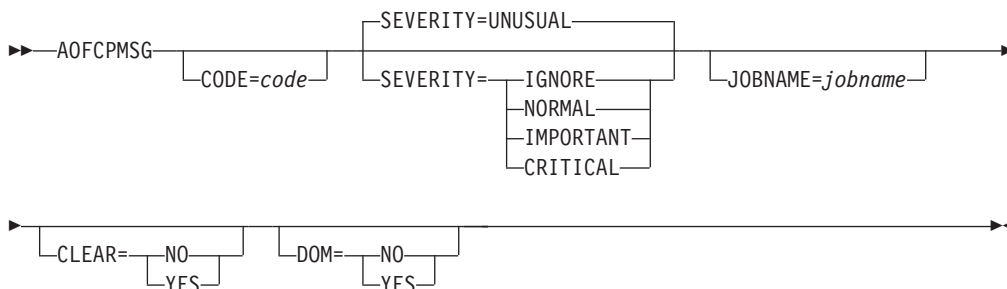 SEVERITY=UNUSUAL
AOFCPMSG
CODE=code
SEVERITY=
IGNORE
JOBNAME=jobname
NORMAL
IMPORTANT
CRITICAL
CLEAR=
NO
DOM=
NO
YES
YES